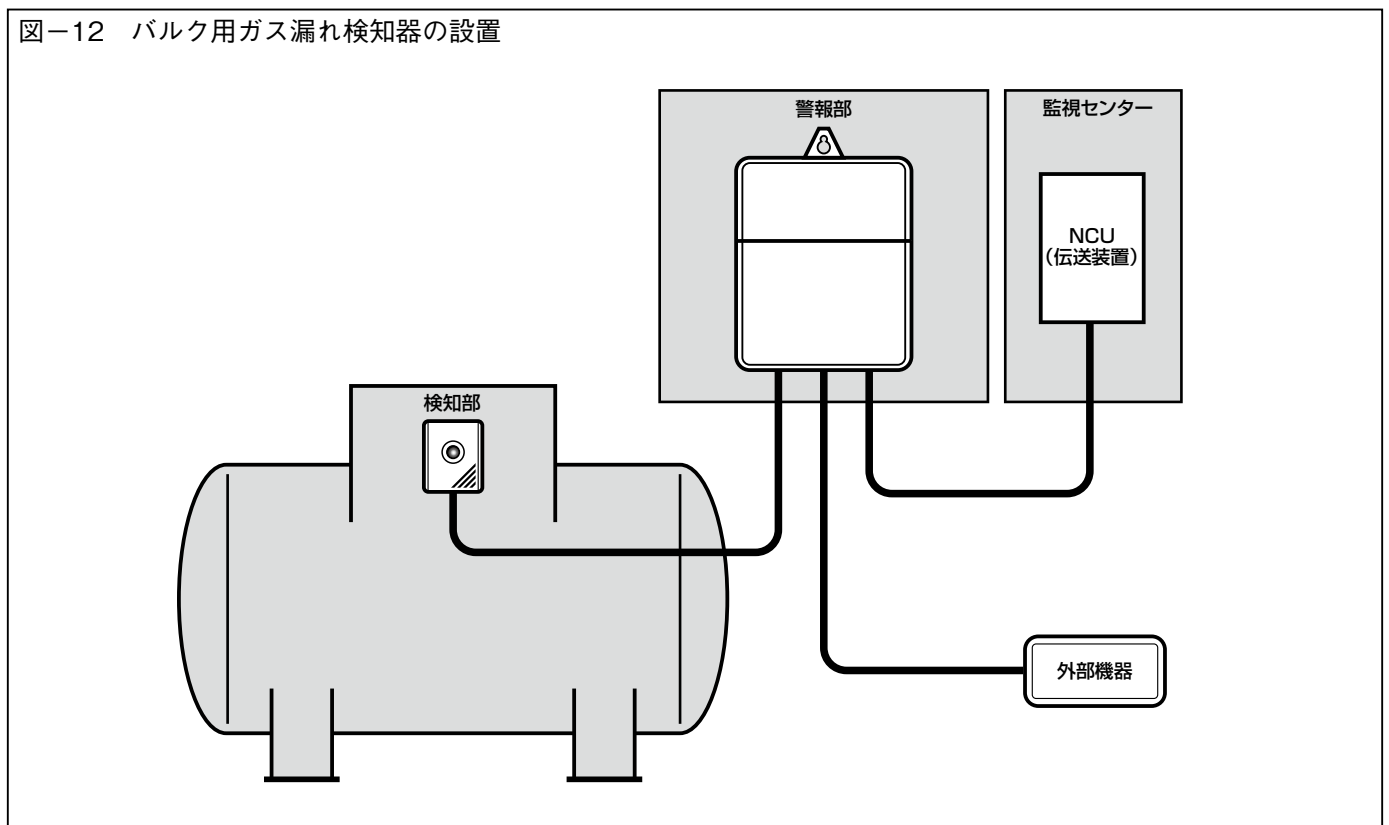 図－12　バルク用ガス漏れ検知器の設置
警報部
監視センター
NCU
（伝送装置）
検知部
外部機器